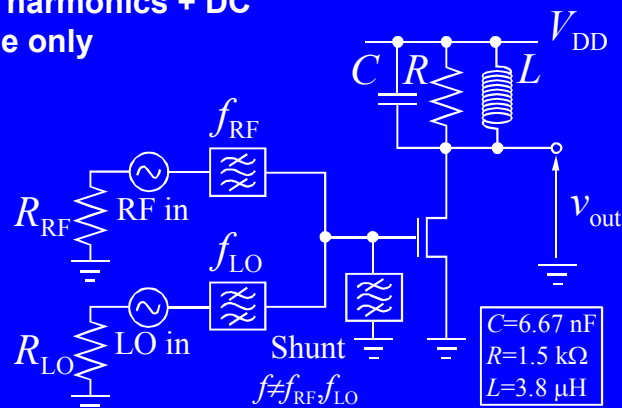 harmonics + DC
e only
V_DD
C R L
f_RF
R_RF RF in
v_out
f_LO
R_LO LO in
Shunt
f≠f_RF,f_LO
C=6.67 nF
R=1.5 kΩ
L=3.8 μH